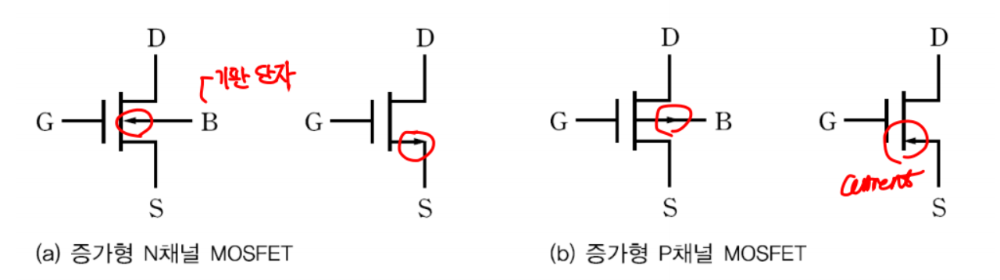 D D D D
기판 단자
G B G G B G
current
S S S S
(a) 증가형 N채널 MOSFET (b) 증가형 P채널 MOSFET